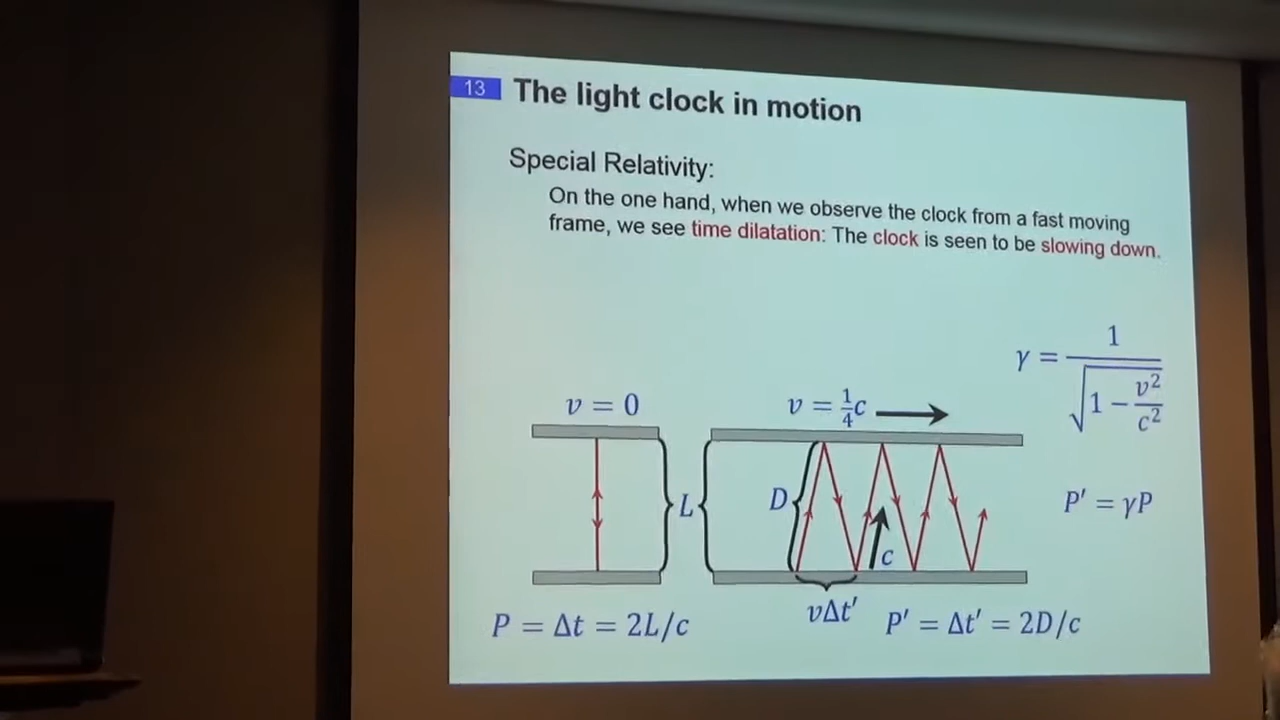 13 The light clock in motion
Special Relativity:
On the one hand, when we observe the clock from a fast moving
frame, we see time dilatation: The clock is seen to be slowing down.
γ = 1 / √(1 − v²/c²)
v = 0
v = ¼c
L
D
c
P′ = γP
vΔt′
P = Δt = 2L/c
P′ = Δt′ = 2D/c